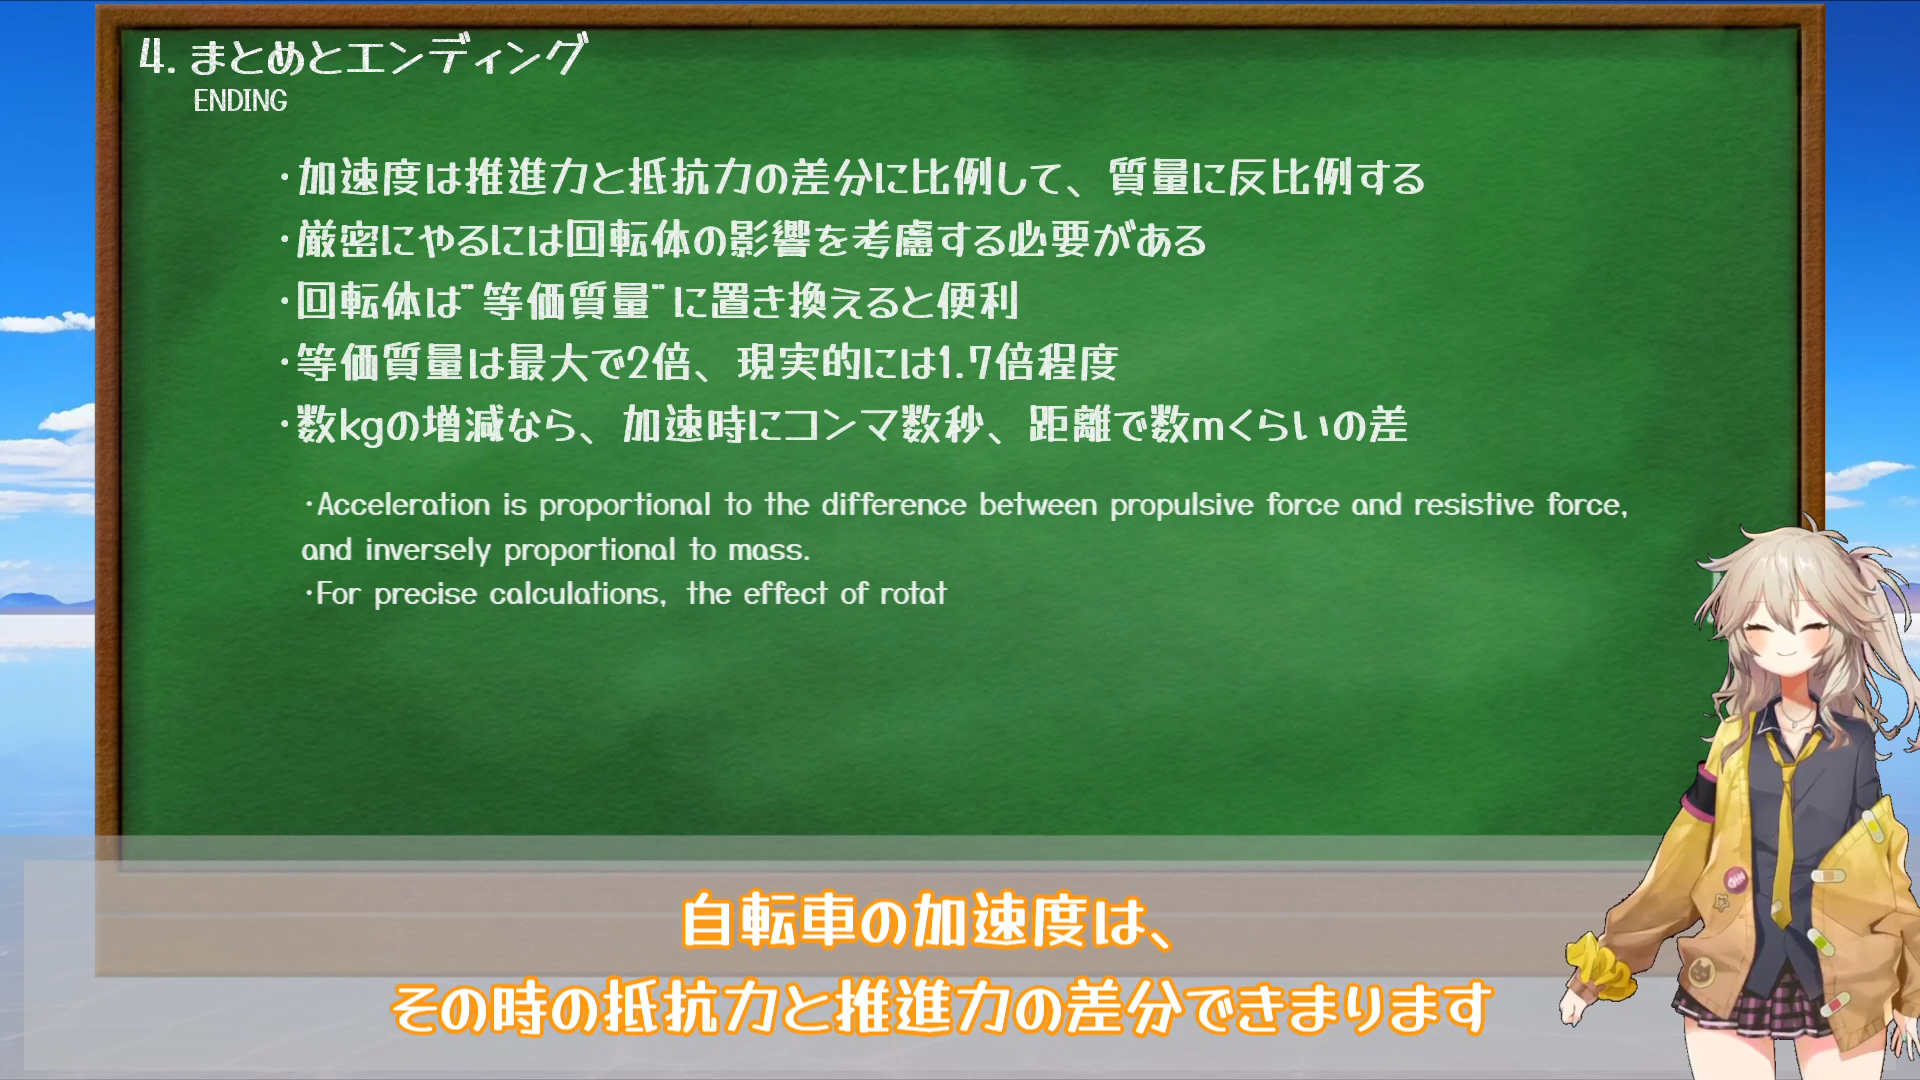 4. まとめとエンディング
ENDING
・加速度は推進力と抵抗力の差分に比例して、質量に反比例する
・厳密にやるには回転体の影響を考慮する必要がある
・回転体は"等価質量"に置き換えると便利
・等価質量は最大で2倍、現実的には1.7倍程度
・数kgの増減なら、加速時にコンマ数秒、距離で数mくらいの差
・Acceleration is proportional to the difference between propulsive force and resistive force,
and inversely proportional to mass.
・For precise calculations, the effect of rotat
自転車の加速度は、
その時の抵抗力と推進力の差分できまります